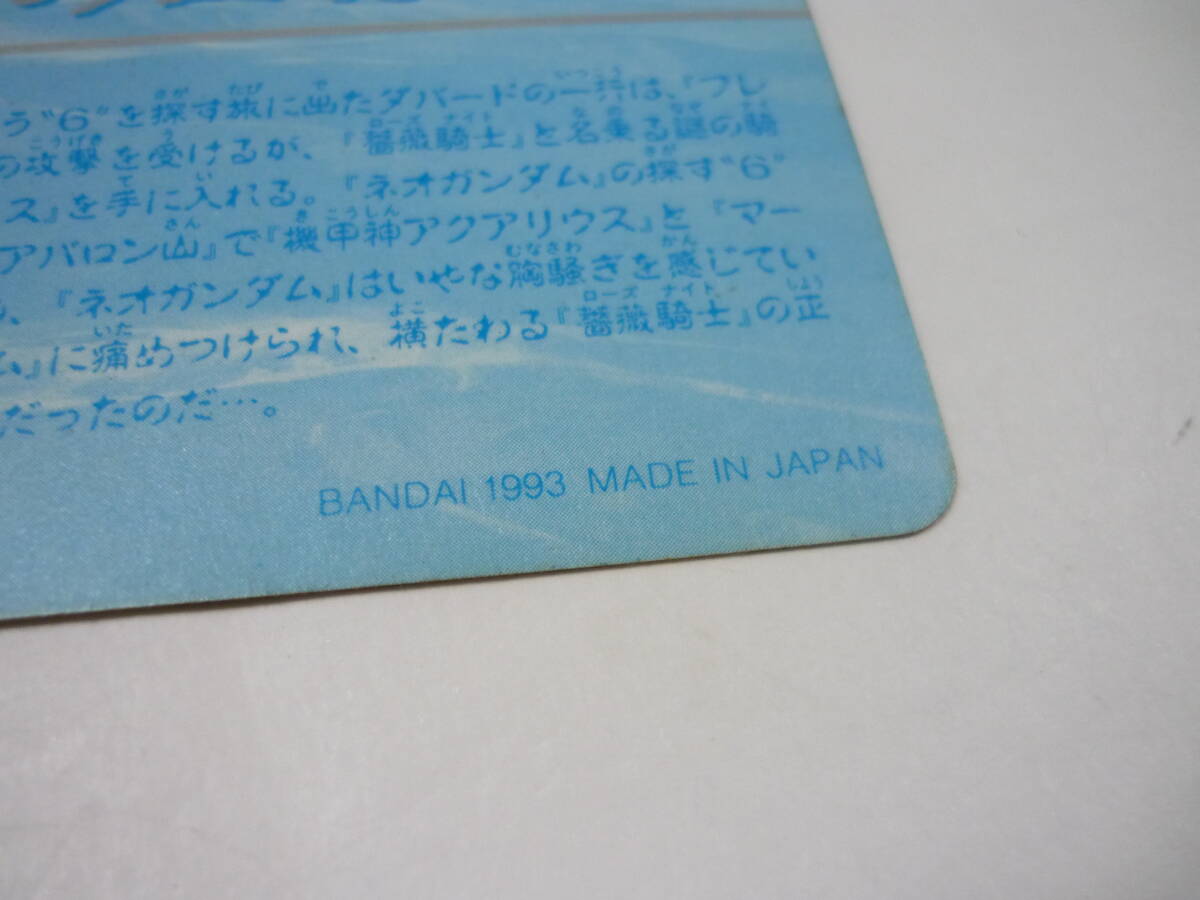 う"6"を探す旅に出たダバードの一行は、『フレ
の攻撃を受けるが、『薔薇騎士』と名乗る謎の騎
ス』を手に入れる。『ネオガンダム』の探す"6"
アバロン山』で『機甲神アクアリウス』と『マー
、『ネオガンダム』はいやな胸騒ぎを感じてい
ム』に痛めつけられ、横たわる『薔薇騎士』の正
だったのだ…。
BANDAI 1993 MADE IN JAPAN